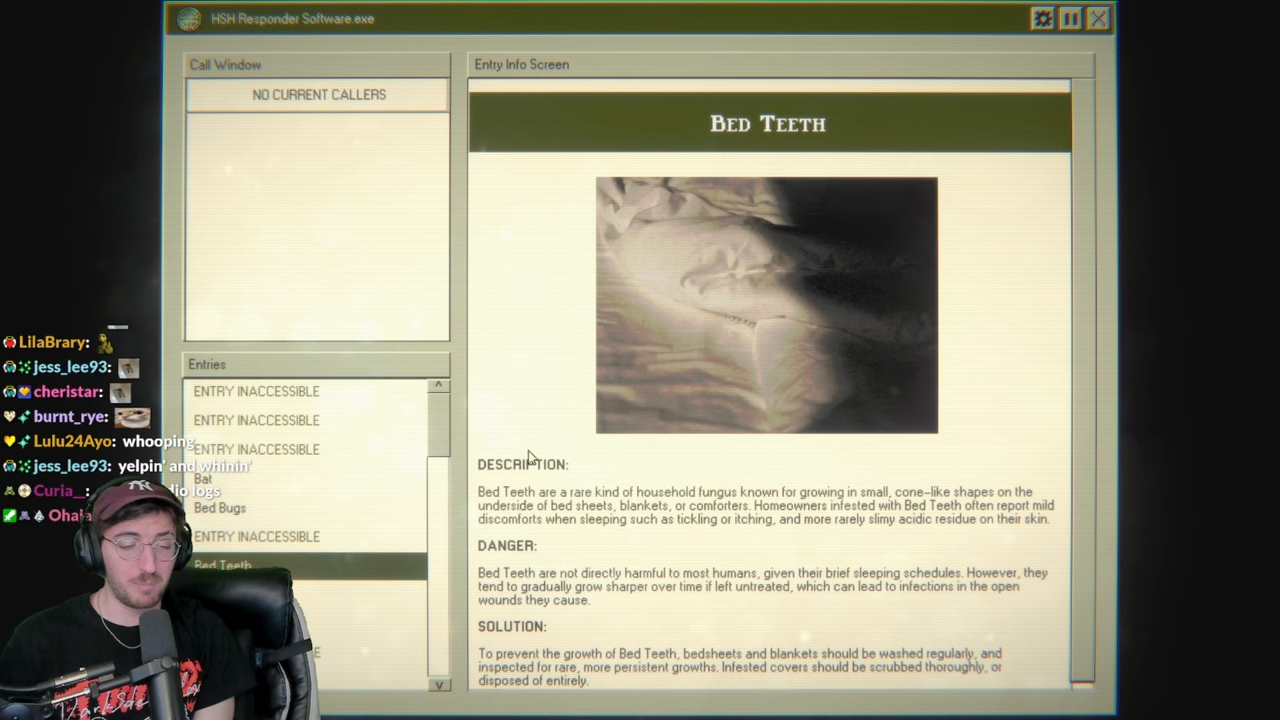 HSH Responder Software.exe
Call Window
NO CURRENT CALLERS
Entries
ENTRY INACCESSIBLE
ENTRY INACCESSIBLE
ENTRY INACCESSIBLE
Bat
Bed Bugs
ENTRY INACCESSIBLE
Bed Teeth
Entry Info Screen
BED TEETH
DESCRIPTION:
Bed Teeth are a rare kind of household fungus known for growing in small, cone-like shapes on the
underside of bed sheets, blankets, or comforters. Homeowners infested with Bed Teeth often report mild
discomforts when sleeping such as tickling or itching, and more rarely slimy acidic residue on their skin.
DANGER:
Bed Teeth are not directly harmful to most humans, given their brief sleeping schedules. However, they
tend to gradually grow sharper over time if left untreated, which can lead to infections in the open
wounds they cause.
SOLUTION:
To prevent the growth of Bed Teeth, bedsheets and blankets should be washed regularly, and
inspected for rare, more persistent growths. Infested covers should be scrubbed thoroughly, or
disposed of entirely.
LilaBrary:
jess_lee93:
cheristar:
burnt_rye:
Lulu24Ayo: whooping
jess_lee93: yelpin' and whinin'
Curia__: logs